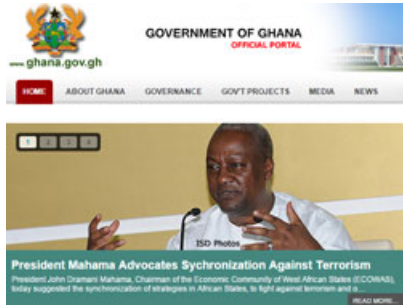 GOVERNMENT OF GHANA
OFFICIAL PORTAL
www.ghana.gov.gh
HOME ABOUT GHANA GOVERNANCE GOV'T PROJECTS MEDIA NEWS
1 2 3 4
ISD Photos
President Mahama Advocates Sychronization Against Terrorism
President John Dramani Mahama, Chairman of the Economic Community of West African States (ECOWAS),
today suggested the synchronization of strategies in African States, to fight against terrorism and o...
READ MORE...